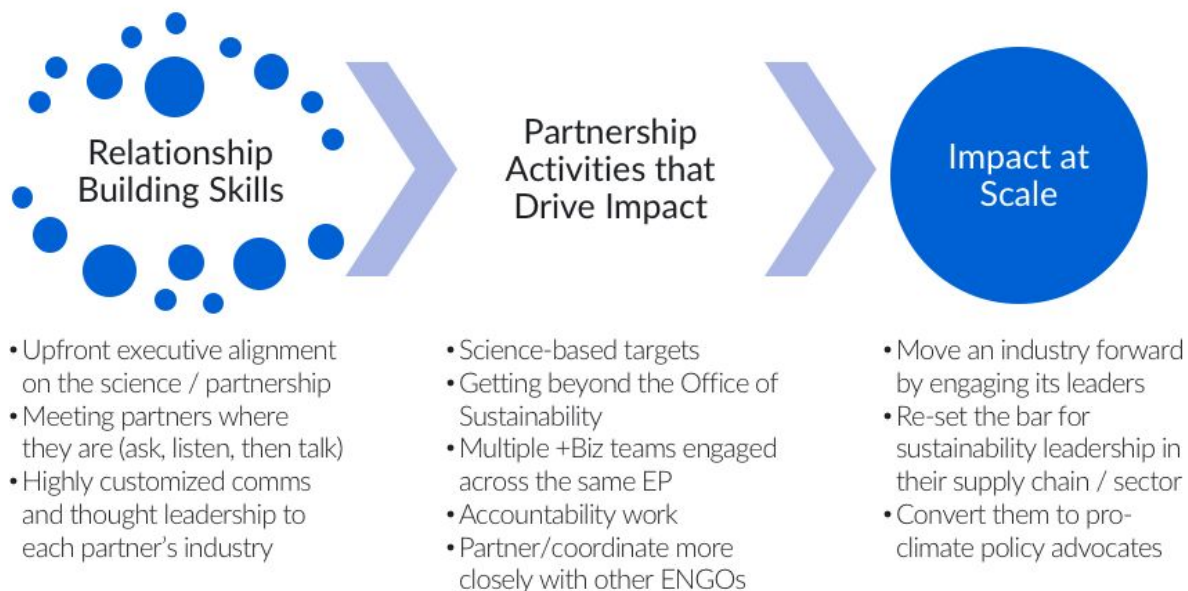 Relationship
Building Skills
Partnership
Activities that
Drive Impact
Impact at
Scale
• Upfront executive alignment
on the science / partnership
• Meeting partners where
they are (ask, listen, then talk)
• Highly customized comms
and thought leadership to
each partner's industry
• Science-based targets
• Getting beyond the Office of
Sustainability
• Multiple +Biz teams engaged
across the same EP
• Accountability work
• Partner/coordinate more
closely with other ENGOs
• Move an industry forward
by engaging its leaders
• Re-set the bar for
sustainability leadership in
their supply chain / sector
• Convert them to pro-
climate policy advocates